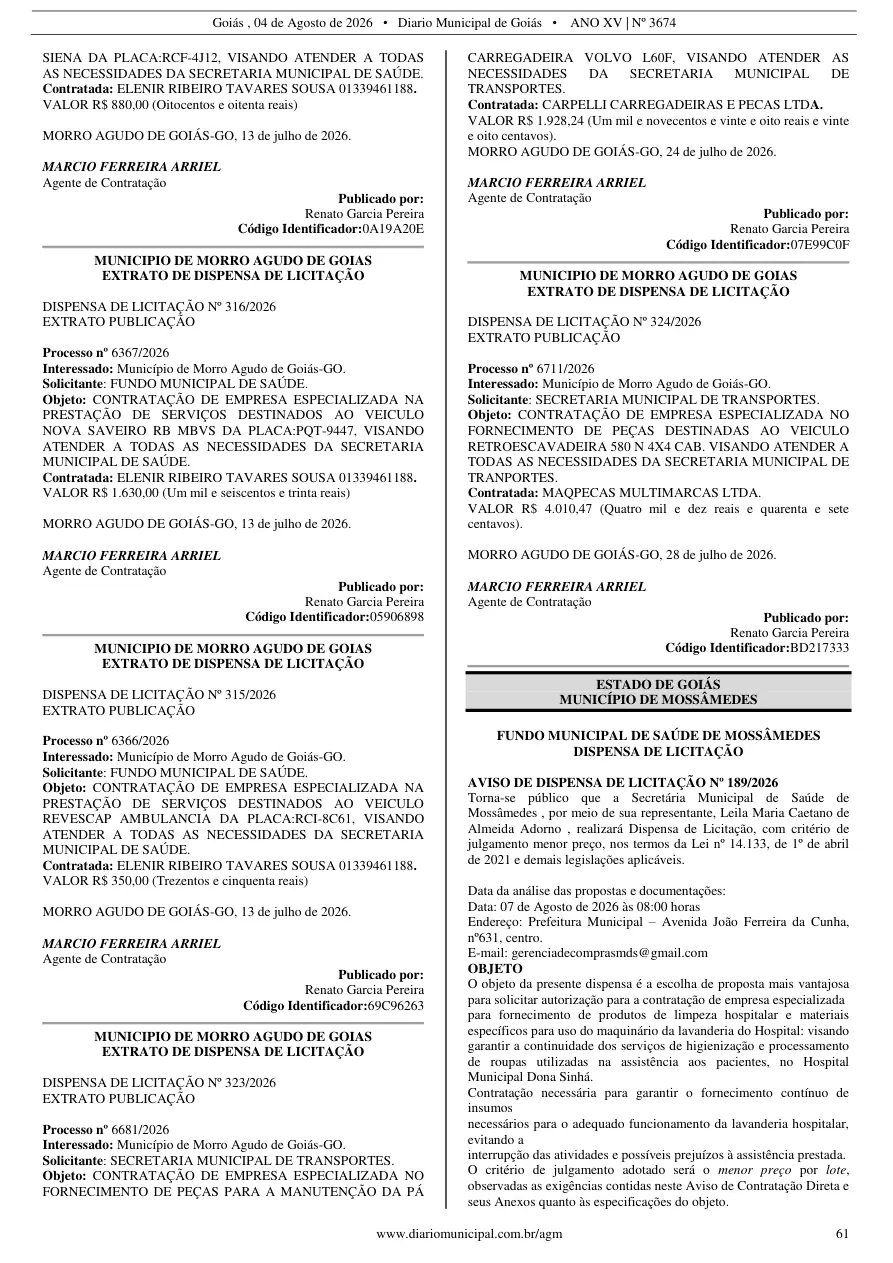 Goiás , 04 de Agosto de 2026 • Diario Municipal de Goiás • ANO XV | Nº 3674
SIENA DA PLACA:RCF-4J12, VISANDO ATENDER A TODAS
AS NECESSIDADES DA SECRETARIA MUNICIPAL DE SAÚDE.
Contratada: ELENIR RIBEIRO TAVARES SOUSA 01339461188.
VALOR R$ 880,00 (Oitocentos e oitenta reais)
MORRO AGUDO DE GOIÁS-GO, 13 de julho de 2026.
MARCIO FERREIRA ARRIEL
Agente de Contratação
Publicado por:
Renato Garcia Pereira
Código Identificador:0A19A20E
MUNICIPIO DE MORRO AGUDO DE GOIAS
EXTRATO DE DISPENSA DE LICITAÇÃO
DISPENSA DE LICITAÇÃO Nº 316/2026
EXTRATO PUBLICAÇÃO
Processo nº 6367/2026
Interessado: Município de Morro Agudo de Goiás-GO.
Solicitante: FUNDO MUNICIPAL DE SAÚDE.
Objeto: CONTRATAÇÃO DE EMPRESA ESPECIALIZADA NA
PRESTAÇÃO DE SERVIÇOS DESTINADOS AO VEICULO
NOVA SAVEIRO RB MBVS DA PLACA:PQT-9447, VISANDO
ATENDER A TODAS AS NECESSIDADES DA SECRETARIA
MUNICIPAL DE SAÚDE.
Contratada: ELENIR RIBEIRO TAVARES SOUSA 01339461188.
VALOR R$ 1.630,00 (Um mil e seiscentos e trinta reais)
MORRO AGUDO DE GOIÁS-GO, 13 de julho de 2026.
MARCIO FERREIRA ARRIEL
Agente de Contratação
Publicado por:
Renato Garcia Pereira
Código Identificador:05906898
MUNICIPIO DE MORRO AGUDO DE GOIAS
EXTRATO DE DISPENSA DE LICITAÇÃO
DISPENSA DE LICITAÇÃO Nº 315/2026
EXTRATO PUBLICAÇÃO
Processo nº 6366/2026
Interessado: Município de Morro Agudo de Goiás-GO.
Solicitante: FUNDO MUNICIPAL DE SAÚDE.
Objeto: CONTRATAÇÃO DE EMPRESA ESPECIALIZADA NA
PRESTAÇÃO DE SERVIÇOS DESTINADOS AO VEICULO
REVESCAP AMBULANCIA DA PLACA:RCI-8C61, VISANDO
ATENDER A TODAS AS NECESSIDADES DA SECRETARIA
MUNICIPAL DE SAÚDE.
Contratada: ELENIR RIBEIRO TAVARES SOUSA 01339461188.
VALOR R$ 350,00 (Trezentos e cinquenta reais)
MORRO AGUDO DE GOIÁS-GO, 13 de julho de 2026.
MARCIO FERREIRA ARRIEL
Agente de Contratação
Publicado por:
Renato Garcia Pereira
Código Identificador:69C96263
MUNICIPIO DE MORRO AGUDO DE GOIAS
EXTRATO DE DISPENSA DE LICITAÇÃO
DISPENSA DE LICITAÇÃO Nº 323/2026
EXTRATO PUBLICAÇÃO
Processo nº 6681/2026
Interessado: Município de Morro Agudo de Goiás-GO.
Solicitante: SECRETARIA MUNICIPAL DE TRANSPORTES.
Objeto: CONTRATAÇÃO DE EMPRESA ESPECIALIZADA NO
FORNECIMENTO DE PEÇAS PARA A MANUTENÇÃO DA PÁ
CARREGADEIRA VOLVO L60F, VISANDO ATENDER AS
NECESSIDADES DA SECRETARIA MUNICIPAL DE
TRANSPORTES.
Contratada: CARPELLI CARREGADEIRAS E PECAS LTDA.
VALOR R$ 1.928,24 (Um mil e novecentos e vinte e oito reais e vinte
e oito centavos).
MORRO AGUDO DE GOIÁS-GO, 24 de julho de 2026.
MARCIO FERREIRA ARRIEL
Agente de Contratação
Publicado por:
Renato Garcia Pereira
Código Identificador:07E99C0F
MUNICIPIO DE MORRO AGUDO DE GOIAS
EXTRATO DE DISPENSA DE LICITAÇÃO
DISPENSA DE LICITAÇÃO Nº 324/2026
EXTRATO PUBLICAÇÃO
Processo nº 6711/2026
Interessado: Município de Morro Agudo de Goiás-GO.
Solicitante: SECRETARIA MUNICIPAL DE TRANSPORTES.
Objeto: CONTRATAÇÃO DE EMPRESA ESPECIALIZADA NO
FORNECIMENTO DE PEÇAS DESTINADAS AO VEICULO
RETROESCAVADEIRA 580 N 4X4 CAB. VISANDO ATENDER A
TODAS AS NECESSIDADES DA SECRETARIA MUNICIPAL DE
TRANPORTES.
Contratada: MAQPECAS MULTIMARCAS LTDA.
VALOR R$ 4.010,47 (Quatro mil e dez reais e quarenta e sete
centavos).
MORRO AGUDO DE GOIÁS-GO, 28 de julho de 2026.
MARCIO FERREIRA ARRIEL
Agente de Contratação
Publicado por:
Renato Garcia Pereira
Código Identificador:BD217333
ESTADO DE GOIÁS
MUNICÍPIO DE MOSSÂMEDES
FUNDO MUNICIPAL DE SAÚDE DE MOSSÂMEDES
DISPENSA DE LICITAÇÃO
AVISO DE DISPENSA DE LICITAÇÃO Nº 189/2026
Torna-se público que a Secretária Municipal de Saúde de
Mossâmedes , por meio de sua representante, Leila Maria Caetano de
Almeida Adorno , realizará Dispensa de Licitação, com critério de
julgamento menor preço, nos termos da Lei nº 14.133, de 1º de abril
de 2021 e demais legislações aplicáveis.
Data da análise das propostas e documentações:
Data: 07 de Agosto de 2026 às 08:00 horas
Endereço: Prefeitura Municipal – Avenida João Ferreira da Cunha,
nº631, centro.
E-mail: gerenciadecomprasmds@gmail.com
OBJETO
O objeto da presente dispensa é a escolha de proposta mais vantajosa
para solicitar autorização para a contratação de empresa especializada
para fornecimento de produtos de limpeza hospitalar e materiais
específicos para uso do maquinário da lavanderia do Hospital: visando
garantir a continuidade dos serviços de higienização e processamento
de roupas utilizadas na assistência aos pacientes, no Hospital
Municipal Dona Sinhá.
Contratação necessária para garantir o fornecimento contínuo de
insumos
necessários para o adequado funcionamento da lavanderia hospitalar,
evitando a
interrupção das atividades e possíveis prejuízos à assistência prestada.
O critério de julgamento adotado será o menor preço por lote,
observadas as exigências contidas neste Aviso de Contratação Direta e
seus Anexos quanto às especificações do objeto.
www.diariomunicipal.com.br/agm 61